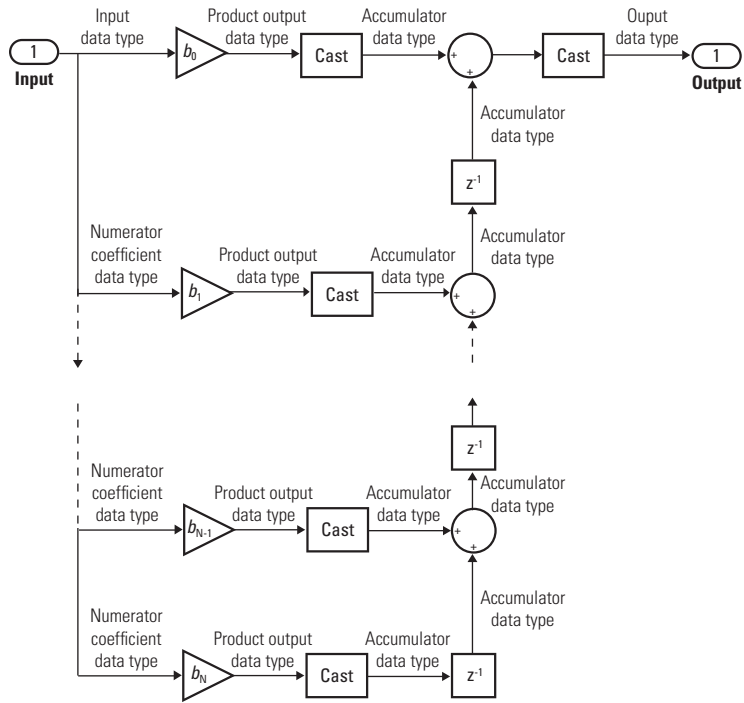 Input
data type
Product output
data type
Accumulator
data type
Ouput
data type
1
Input
b0
Cast
+
+
Cast
1
Output
Accumulator
data type
z-1
Accumulator
data type
Numerator
coefficient
data type
Product output
data type
Accumulator
data type
b1
Cast
+
+
z-1
Accumulator
data type
Numerator
coefficient
data type
Product output
data type
Accumulator
data type
bN-1
Cast
+
+
Accumulator
data type
Numerator
coefficient
data type
Product output
data type
Accumulator
data type
bN
Cast
z-1